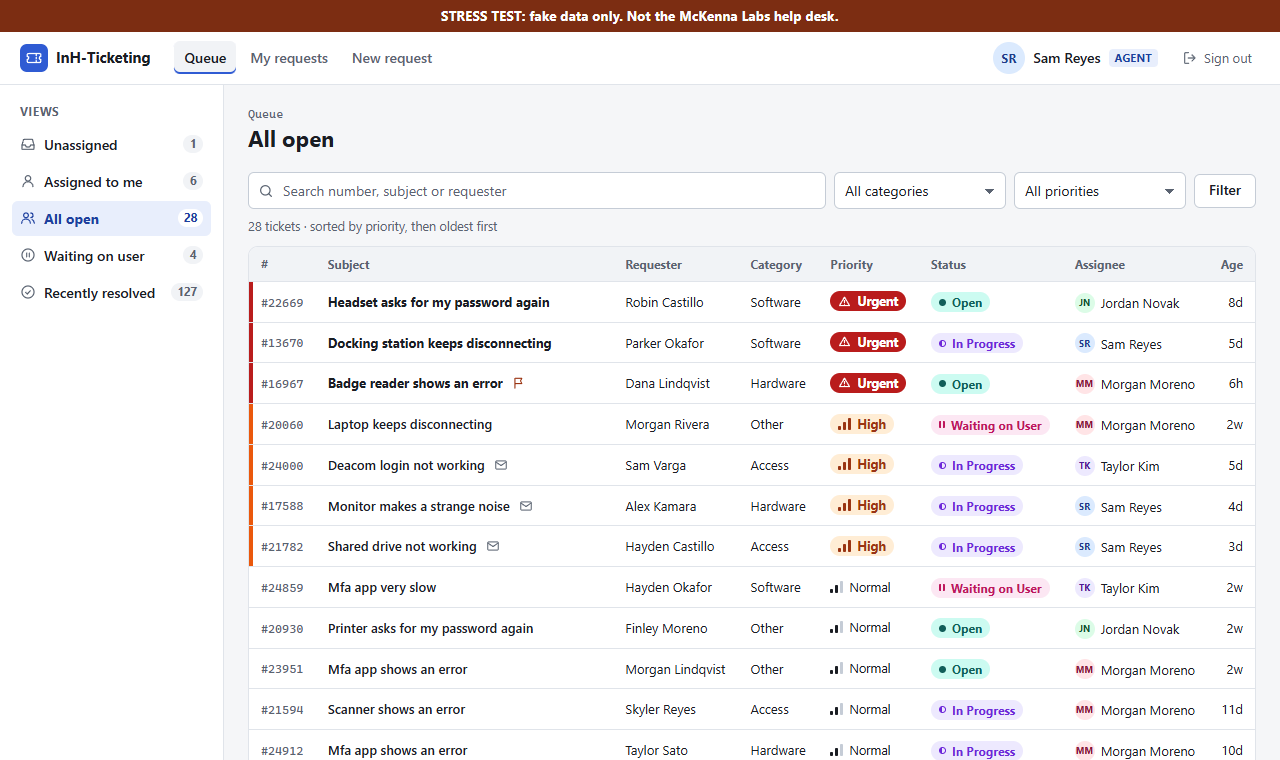 STRESS TEST: fake data only. Not the McKenna Labs help desk.
InH-Ticketing Queue My requests New request SR Sam Reyes AGENT Sign out
VIEWS
Unassigned 1
Assigned to me 6
All open 28
Waiting on user 4
Recently resolved 127
Queue
All open
Search number, subject or requester All categories All priorities Filter
28 tickets · sorted by priority, then oldest first
# Subject Requester Category Priority Status Assignee Age
#22669 Headset asks for my password again Robin Castillo Software Urgent Open JN Jordan Novak 8d
#13670 Docking station keeps disconnecting Parker Okafor Software Urgent In Progress SR Sam Reyes 5d
#16967 Badge reader shows an error Dana Lindqvist Hardware Urgent Open MM Morgan Moreno 6h
#20060 Laptop keeps disconnecting Morgan Rivera Other High Waiting on User MM Morgan Moreno 2w
#24000 Deacom login not working Sam Varga Access High In Progress TK Taylor Kim 5d
#17588 Monitor makes a strange noise Alex Kamara Hardware High In Progress SR Sam Reyes 4d
#21782 Shared drive not working Hayden Castillo Access High In Progress SR Sam Reyes 3d
#24859 Mfa app very slow Hayden Okafor Software Normal Waiting on User TK Taylor Kim 2w
#20930 Printer asks for my password again Finley Moreno Other Normal Open JN Jordan Novak 2w
#23951 Mfa app shows an error Morgan Lindqvist Other Normal Open MM Morgan Moreno 2w
#21594 Scanner shows an error Skyler Reyes Access Normal In Progress MM Morgan Moreno 11d
#24912 Mfa app shows an error Taylor Sato Hardware Normal In Progress MM Morgan Moreno 10d